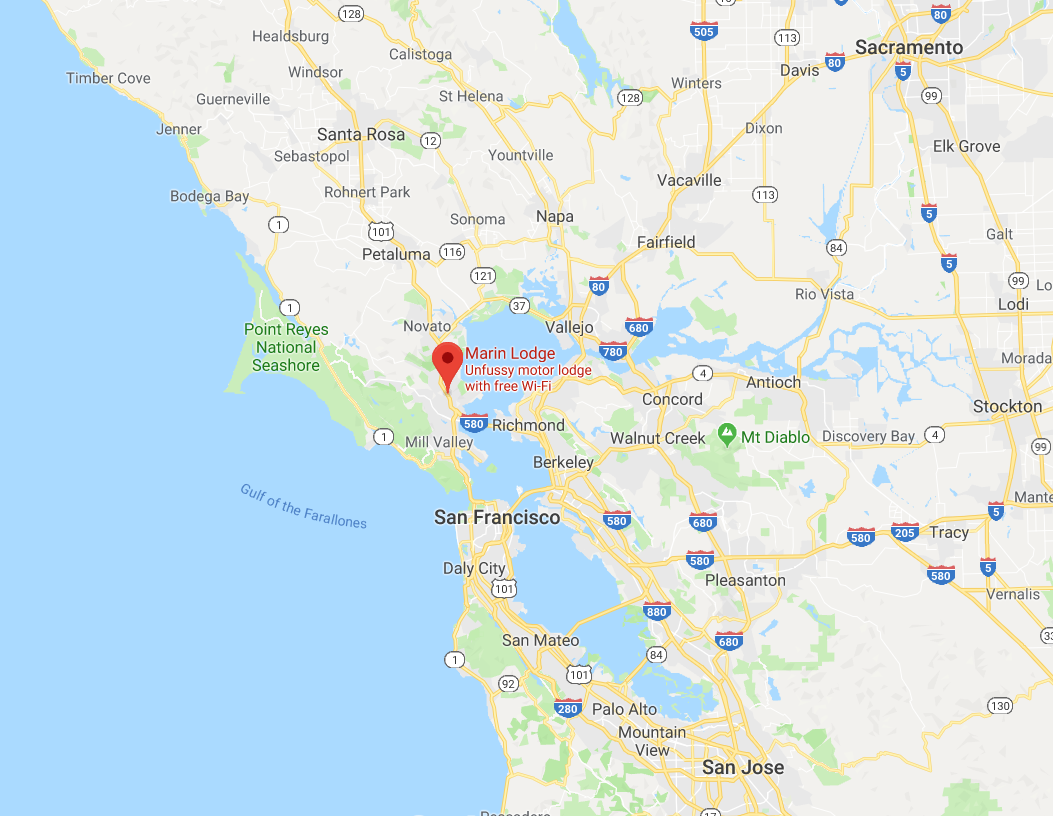 128
80
Healdsburg
505
113
Sacramento
Calistoga
80
Davis
5
Windsor
Timber Cove
Winters
St Helena
128
99
Guerneville
Jenner
Santa Rosa
12
Dixon
Elk Grove
Sebastopol
Yountville
Vacaville
Rohnert Park
Bodega Bay
113
Sonoma
Napa
5
1
101
Galt
Petaluma
116
Fairfield
84
5
121
80
99
Rio Vista
Lo
1
37
Lodi
Point Reyes
National
Seashore
Novato
Vallejo
680
Marin Lodge
Unfussy motor lodge
with free Wi-Fi
780
Morada
4
Antioch
Concord
Stockton
580
Richmond
1
Mill Valley
Walnut Creek
Mt Diablo
Discovery Bay
4
99
Berkeley
Gulf of the Farallones
Mante
San Francisco
580
680
5
580
205
Tracy
580
Daly City
5
580
Pleasanton
101
Vernalis
880
San Mateo
680
33
1
84
101
92
280
Palo Alto
130
Mountain
View
San Jose
17